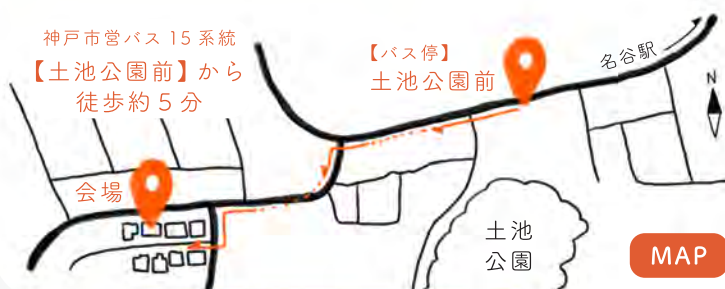 神戸市営バス 15 系統
【土池公園前】から
徒歩約 5 分
【バス停】
土池公園前
名谷駅
N
会場
土池
公園
MAP